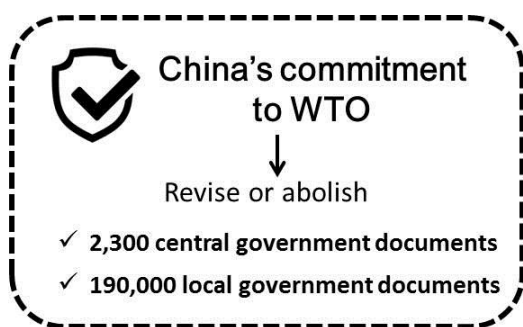 China's commitment
to WTO
Revise or abolish
✓ 2,300 central government documents
✓ 190,000 local government documents